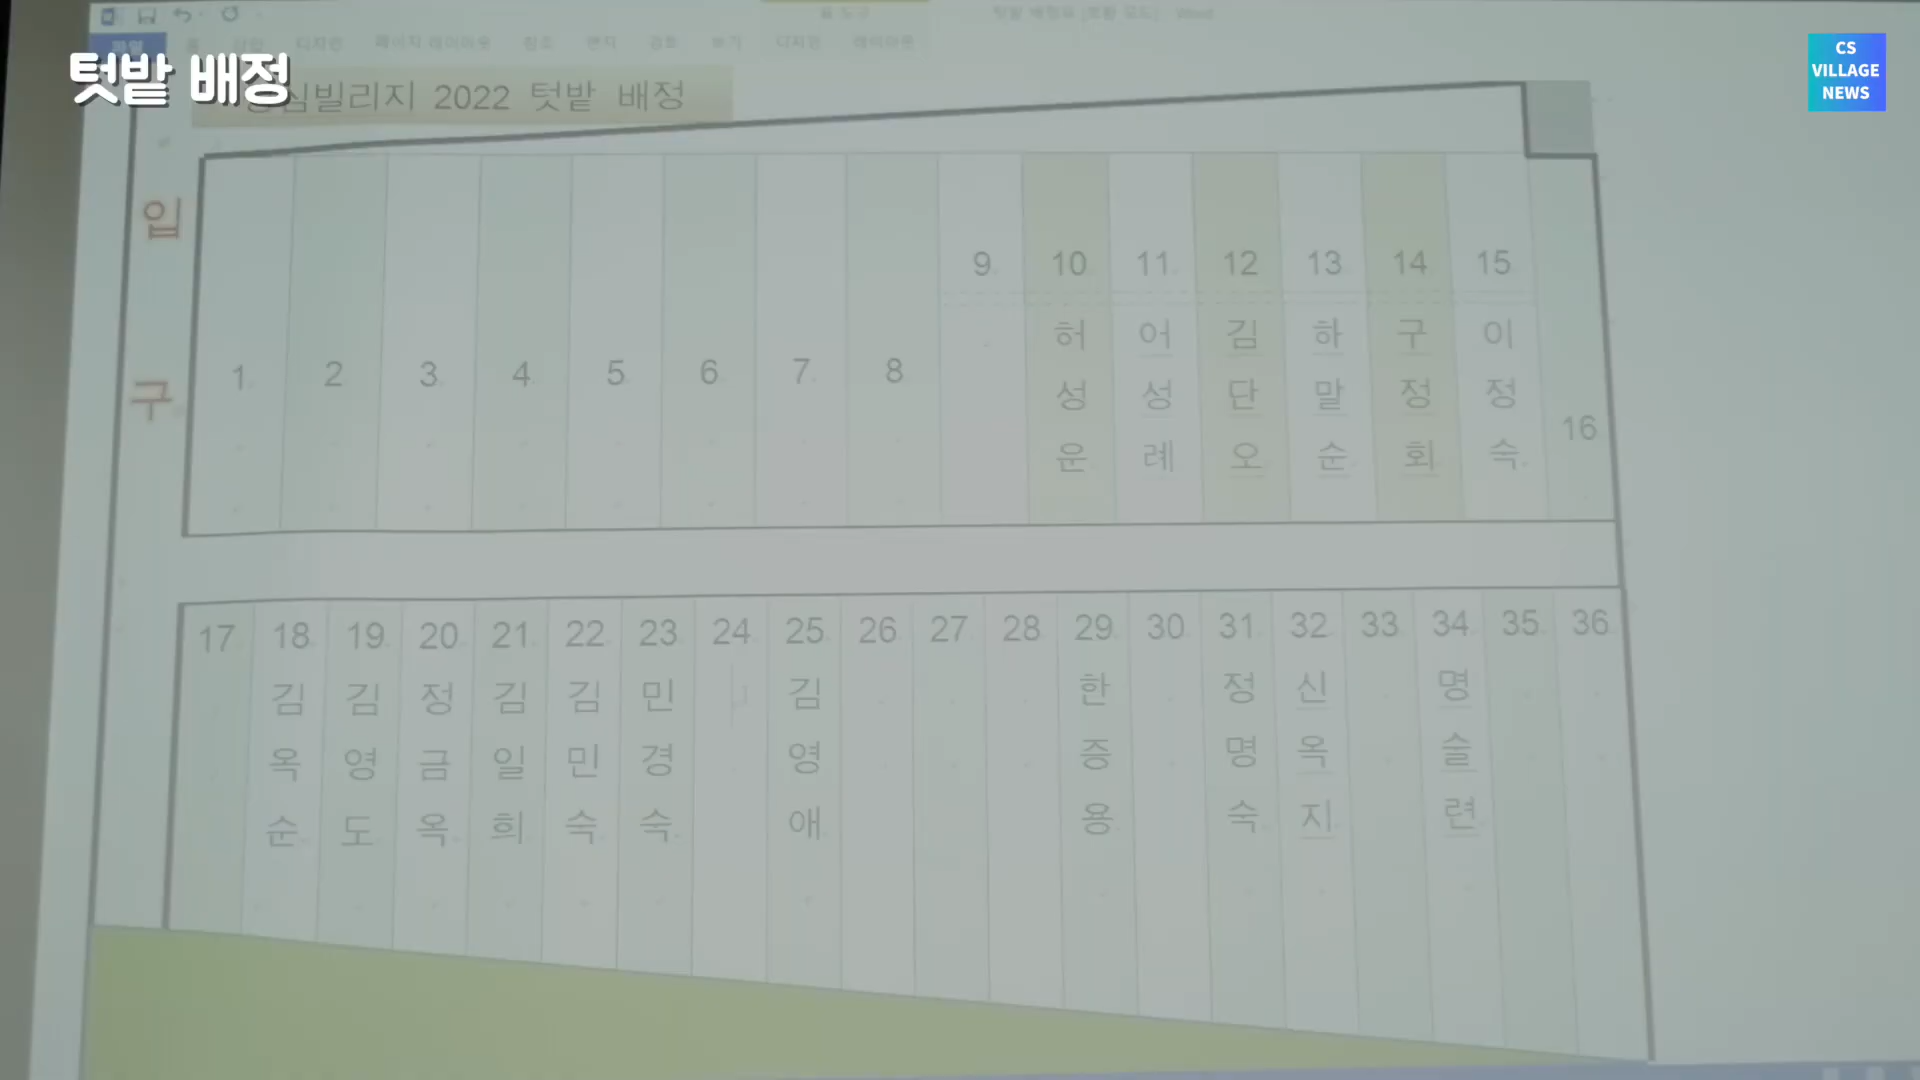 텃밭 배정
CS
VILLAGE
NEWS
심빌리지 2022 텃밭 배정
입구
1 2 3 4 5 6 7 8 9 10 11 12 13 14 15 16
허성운
어성례
김단오
하말순
구정회
이정숙
17 18 19 20 21 22 23 24 25 26 27 28 29 30 31 32 33 34 35 36
김옥순
김영도
정금옥
김일희
김민숙
민경숙
김영애
한증용
정명숙
신옥지
명술련